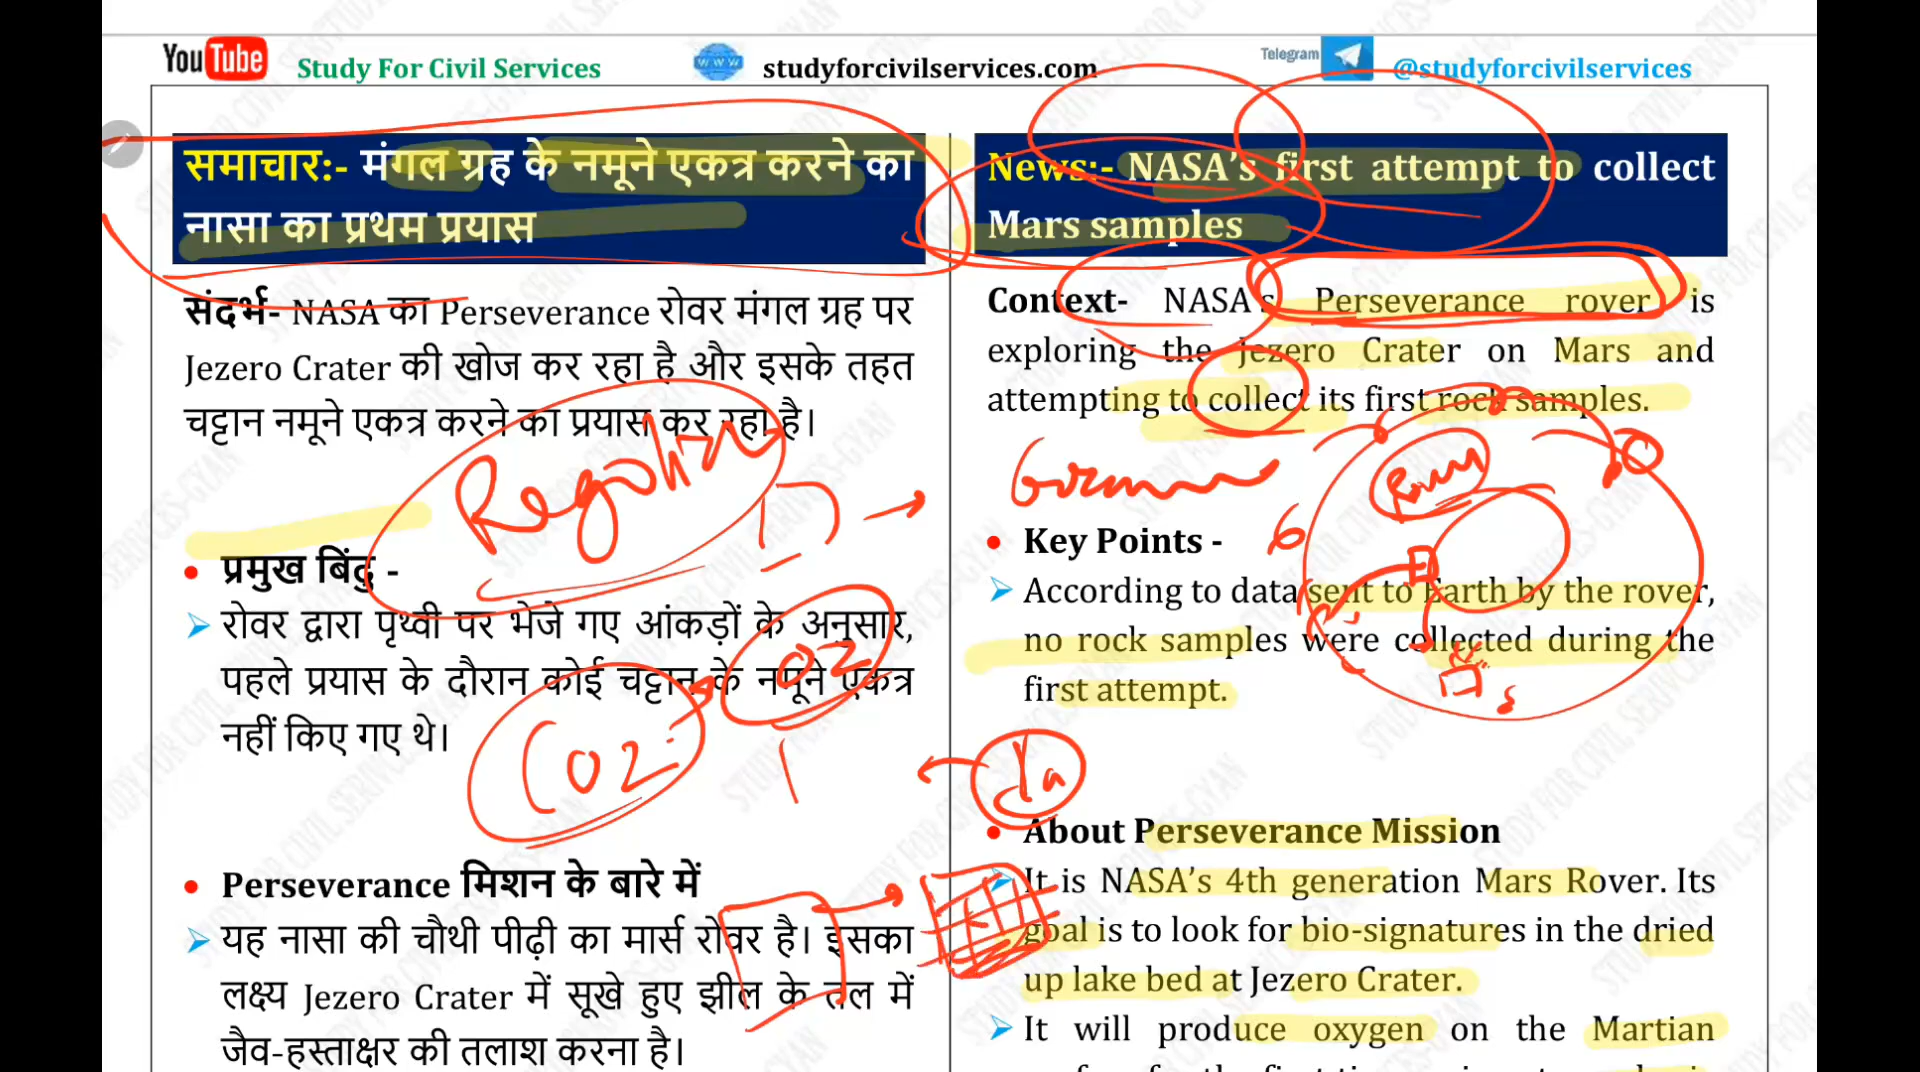 YouTube Study For Civil Services
www studyforcivilservices.com
Telegram @studyforcivilservices
समाचार:- मंगल ग्रह के नमूने एकत्र करने का
नासा का प्रथम प्रयास
संदर्भ- NASA का Perseverance रोवर मंगल ग्रह पर
Jezero Crater की खोज कर रहा है और इसके तहत
चट्टान नमूने एकत्र करने का प्रयास कर रहा है।
• प्रमुख बिंदु -
➢ रोवर द्वारा पृथ्वी पर भेजे गए आंकड़ों के अनुसार,
पहले प्रयास के दौरान कोई चट्टान के नमूने एकत्र
नहीं किए गए थे।
CO2
O2
• Perseverance मिशन के बारे में
➢ यह नासा की चौथी पीढ़ी का मार्स रोवर है। इसका
लक्ष्य Jezero Crater में सूखे हुए झील के तल में
जैव-हस्ताक्षर की तलाश करना है।
News:- NASA's first attempt to collect
Mars samples
Context- NASA's Perseverance rover is
exploring the Jezero Crater on Mars and
attempting to collect its first rock samples.
• Key Points -
➢ According to data sent to Earth by the rover,
no rock samples were collected during the
first attempt.
• About Perseverance Mission
➢ It is NASA's 4th generation Mars Rover. Its
goal is to look for bio-signatures in the dried
up lake bed at Jezero Crater.
➢ It will produce oxygen on the Martian